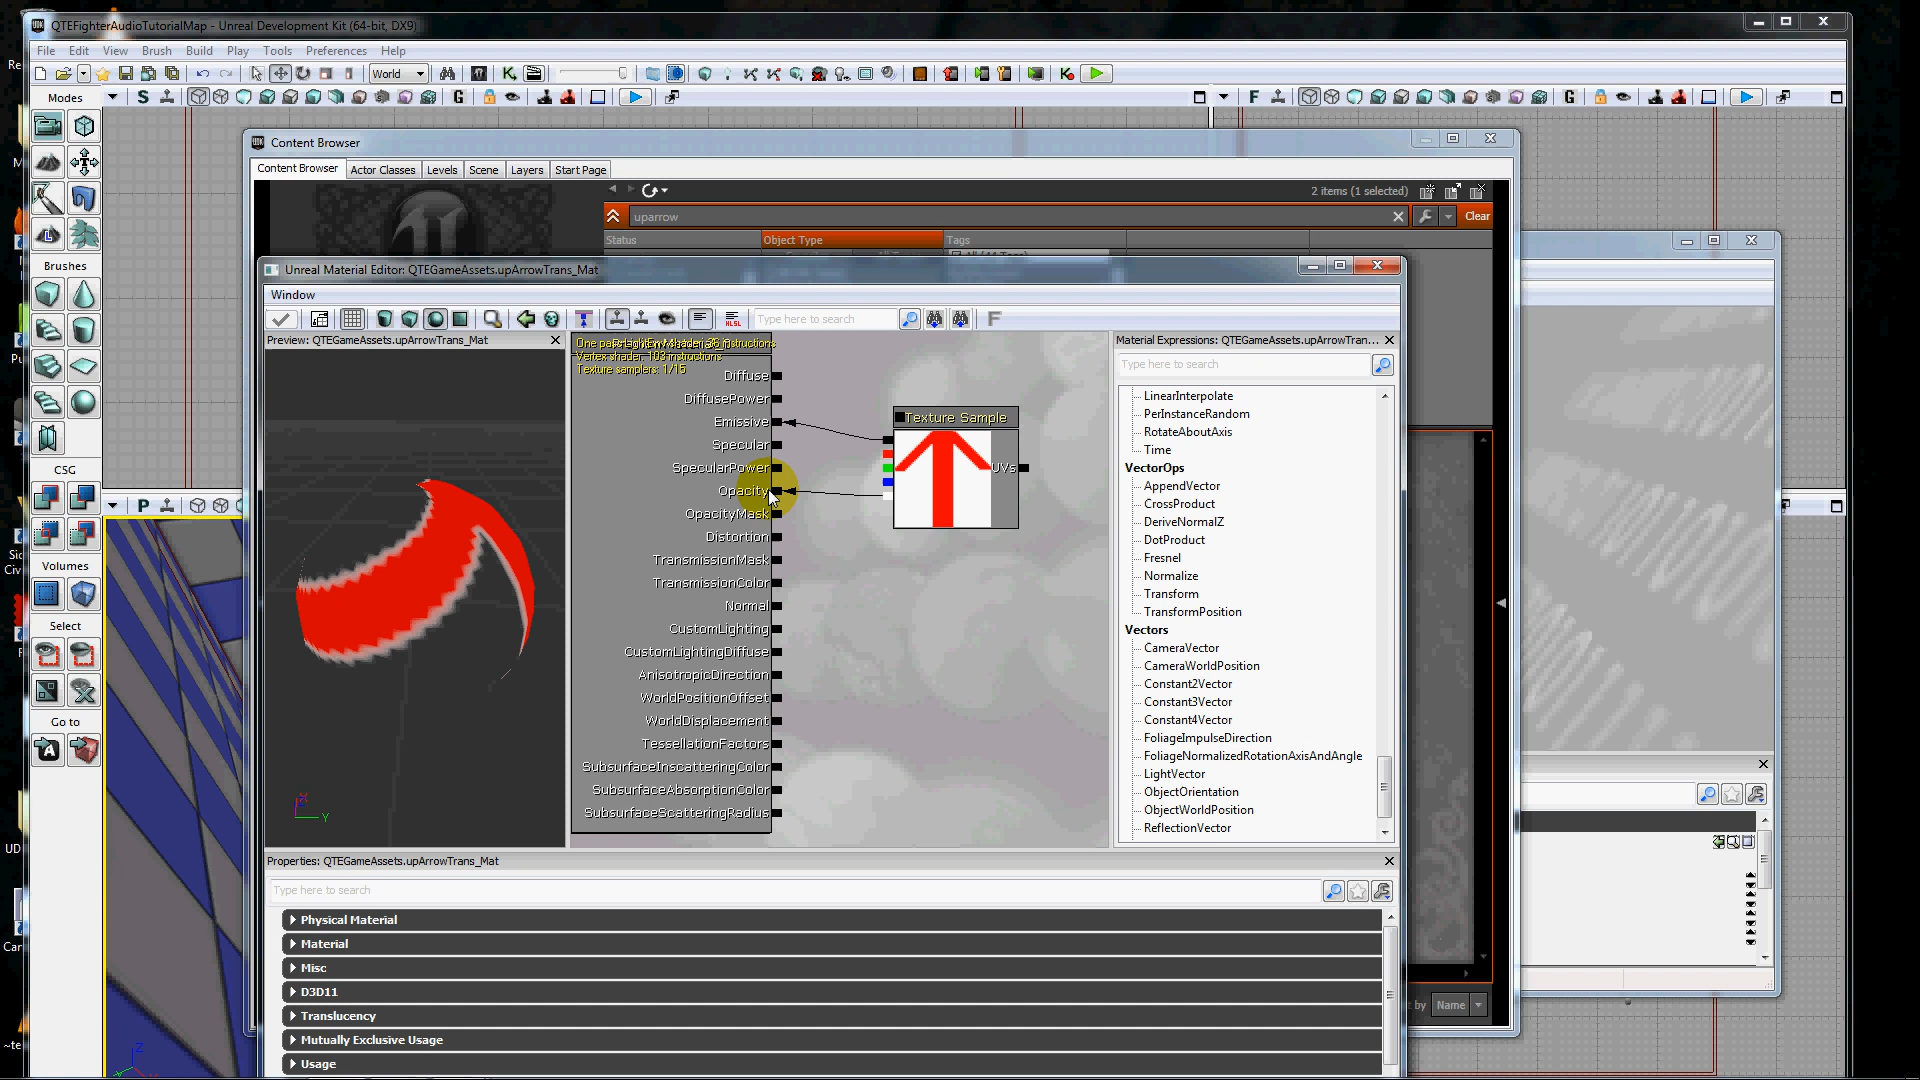 QTEFighterAudioTutorialMap - Unreal Development Kit (64-bit, DX9)
File Edit View Brush Build Play Tools Preferences Help
World
Modes
Brushes
CSG
Volumes
Select
Go to
S
G
F
G
P
Content Browser
Content Browser Actor Classes Levels Scene Layers Start Page
2 items (1 selected)
uparrow
Clear
Status Object Type Tags
Unreal Material Editor: QTEGameAssets.upArrowTrans_Mat
Window
HLSL
Type here to search
F
Preview: QTEGameAssets.upArrowTrans_Mat
Vertex shader: 103 instructions
Texture samplers: 1/16
Diffuse
DiffusePower
Emissive
Specular
SpecularPower
Opacity
OpacityMask
Distortion
TransmissionMask
TransmissionColor
Normal
CustomLighting
CustomLightingDiffuse
AnisotropicDirection
WorldPositionOffset
WorldDisplacement
TessellationFactors
SubsurfaceInscatteringColor
SubsurfaceAbsorptionColor
SubsurfaceScatteringRadius
Texture Sample
UVs
Y
Material Expressions: QTEGameAssets.upArrowTran...
Type here to search
LinearInterpolate
PerInstanceRandom
RotateAboutAxis
Time
VectorOps
AppendVector
CrossProduct
DeriveNormalZ
DotProduct
Fresnel
Normalize
Transform
TransformPosition
Vectors
CameraVector
CameraWorldPosition
Constant2Vector
Constant3Vector
Constant4Vector
FoliageImpulseDirection
FoliageNormalizedRotationAxisAndAngle
LightVector
ObjectOrientation
ObjectWorldPosition
ReflectionVector
Properties: QTEGameAssets.upArrowTrans_Mat
Type here to search
Physical Material
Material
Misc
D3D11
Translucency
Mutually Exclusive Usage
Usage
by Name
Z